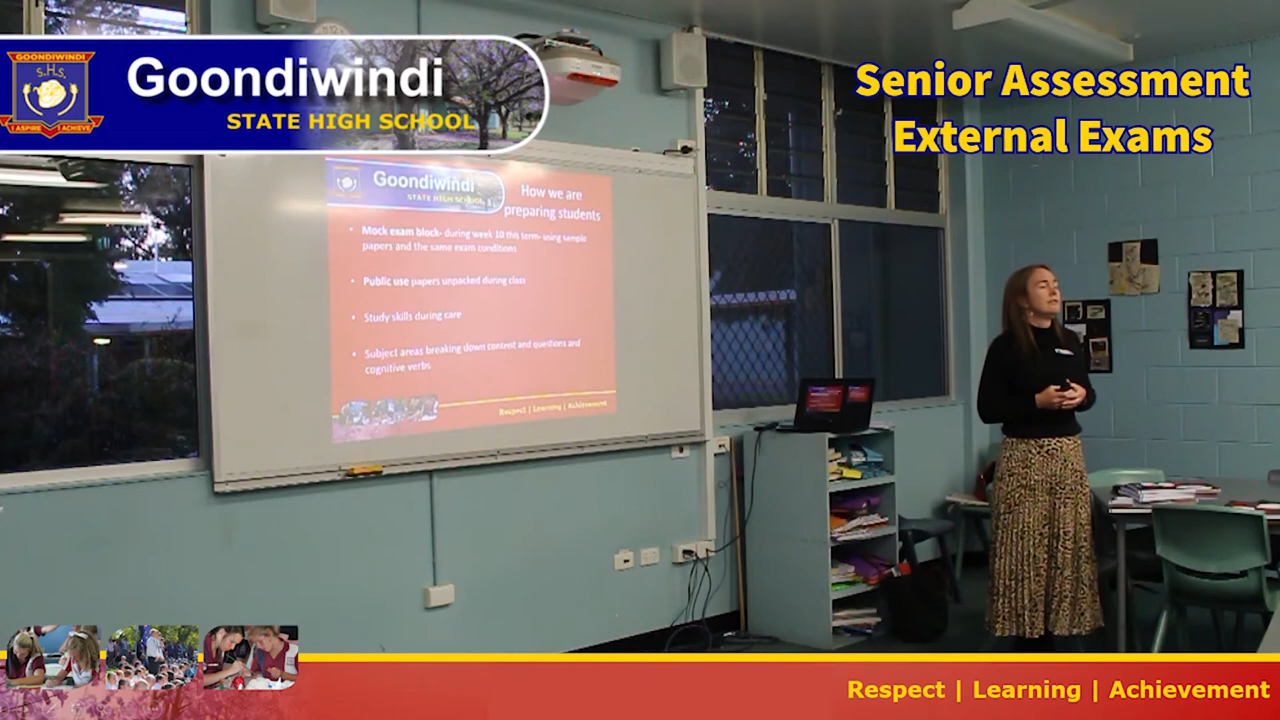 GOONDIWINDI
S.H.S.
I ASPIRE I ACHIEVE
Goondiwindi
STATE HIGH SCHOOL
Senior Assessment
External Exams
Goondiwindi
STATE HIGH SCHOOL
How we are
preparing students
• Mock exam block- during week 10 this term- using sample
papers and the same exam conditions
• Public use papers unpacked during class
• Study skills during care
• Subject areas breaking down content and questions and
cognitive verbs
Respect | Learning | Achievement
Respect | Learning | Achievement